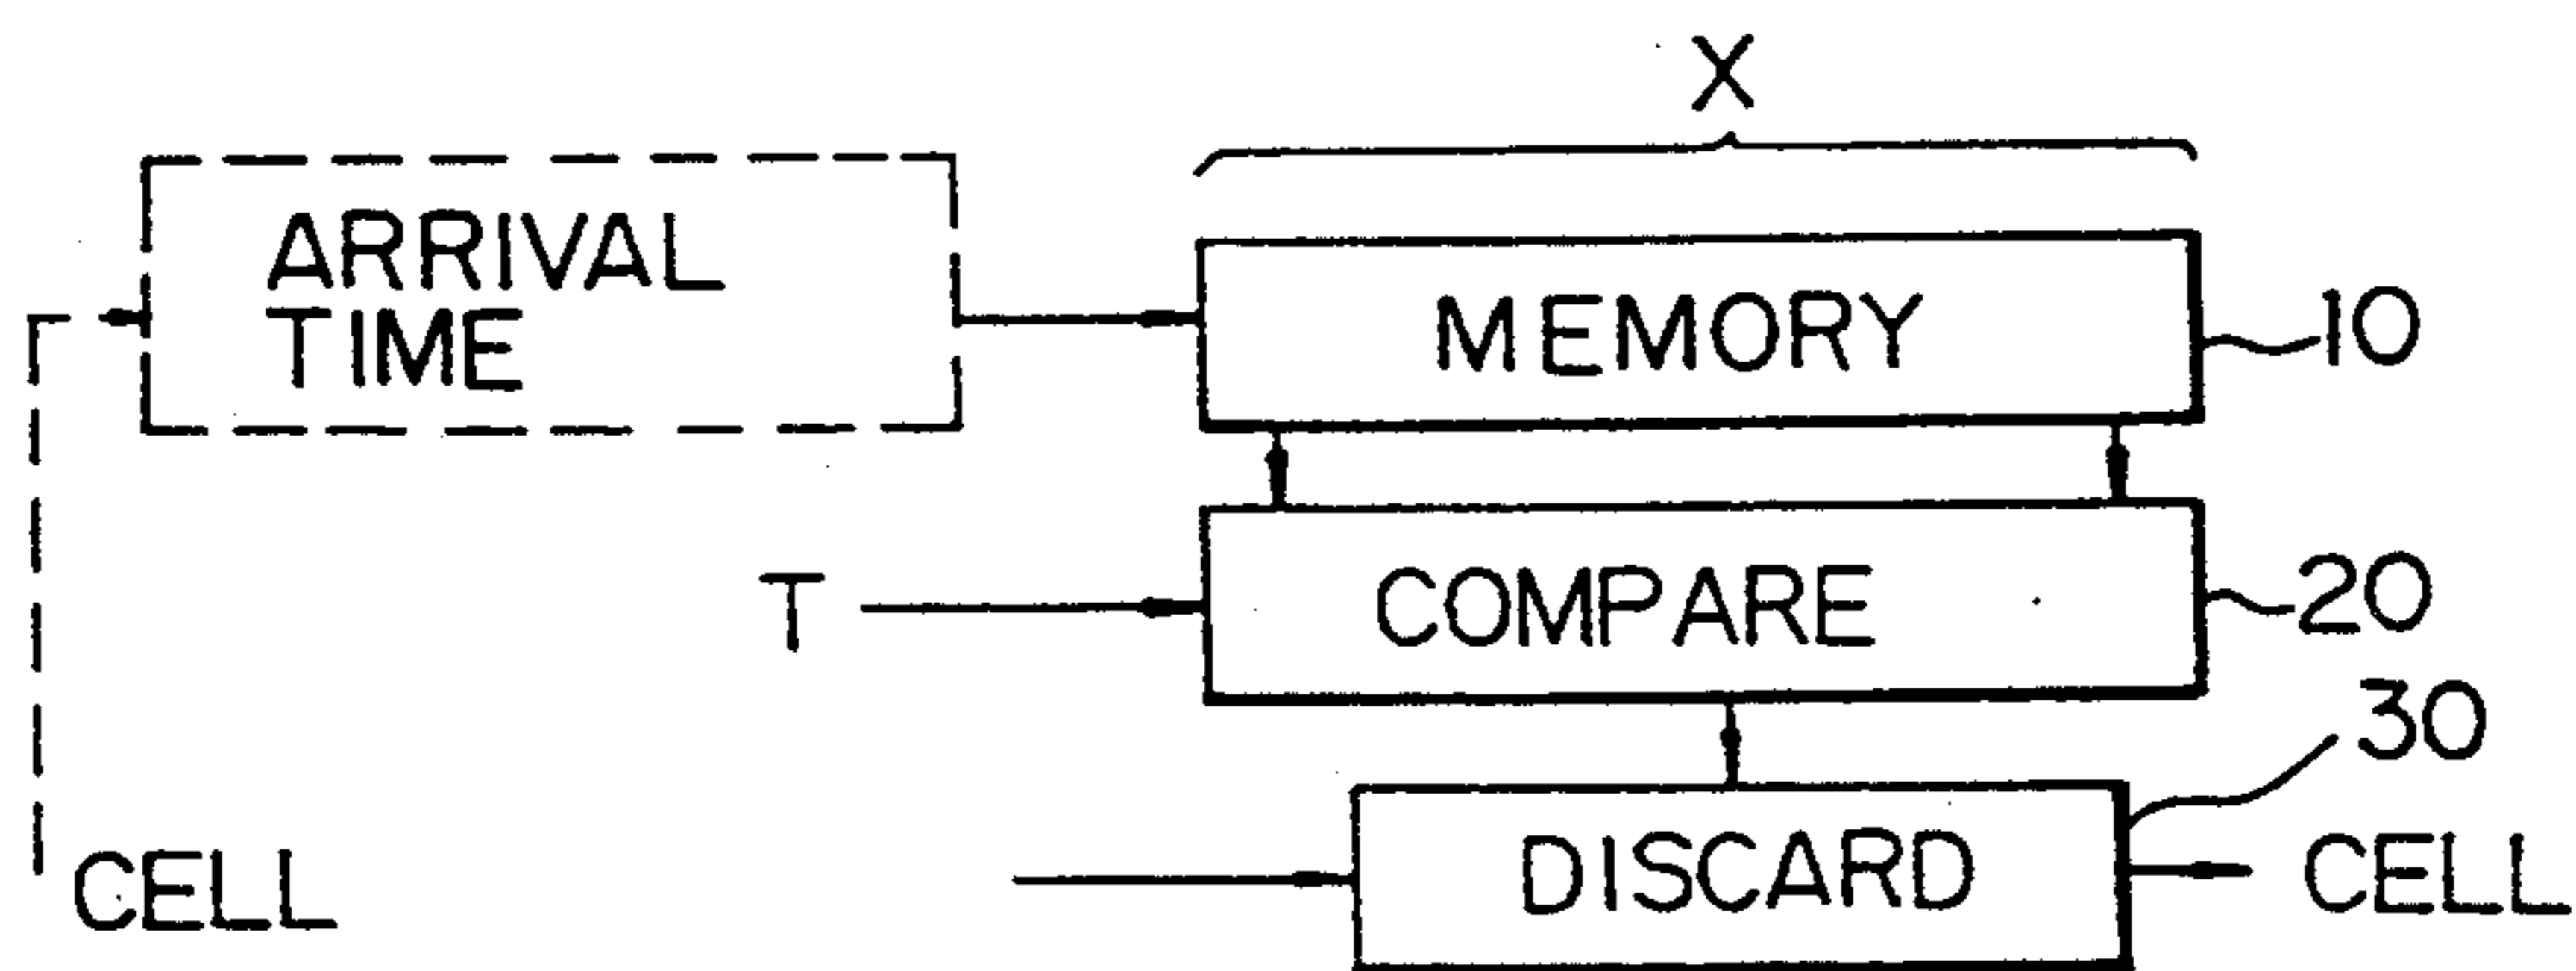 X
ARRIVAL
TIME
MEMORY
10
T
COMPARE
20
30
CELL
DISCARD
CELL